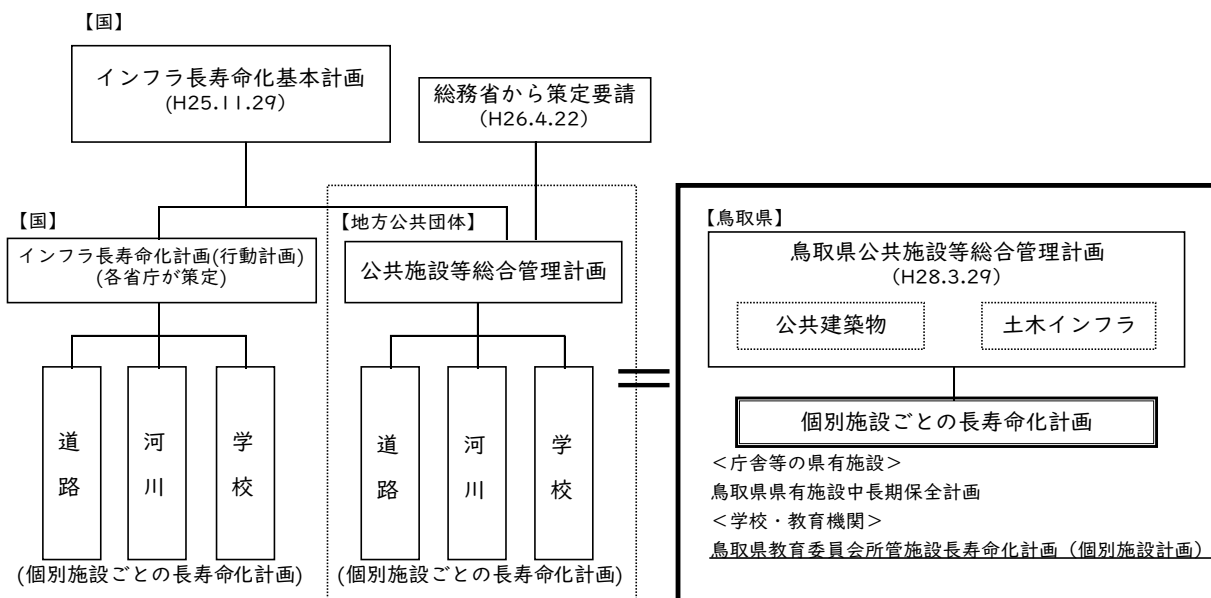 【国】
インフラ長寿命化基本計画
(H25.11.29)
総務省から策定要請
(H26.4.22)
【国】
インフラ長寿命化計画(行動計画)
(各省庁が策定)
道路
河川
学校
(個別施設ごとの長寿命化計画)
【地方公共団体】
公共施設等総合管理計画
道路
河川
学校
(個別施設ごとの長寿命化計画)
【鳥取県】
鳥取県公共施設等総合管理計画
(H28.3.29)
公共建築物
土木インフラ
個別施設ごとの長寿命化計画
＜庁舎等の県有施設＞
鳥取県県有施設中長期保全計画
＜学校・教育機関＞
鳥取県教育委員会所管施設長寿命化計画（個別施設計画）